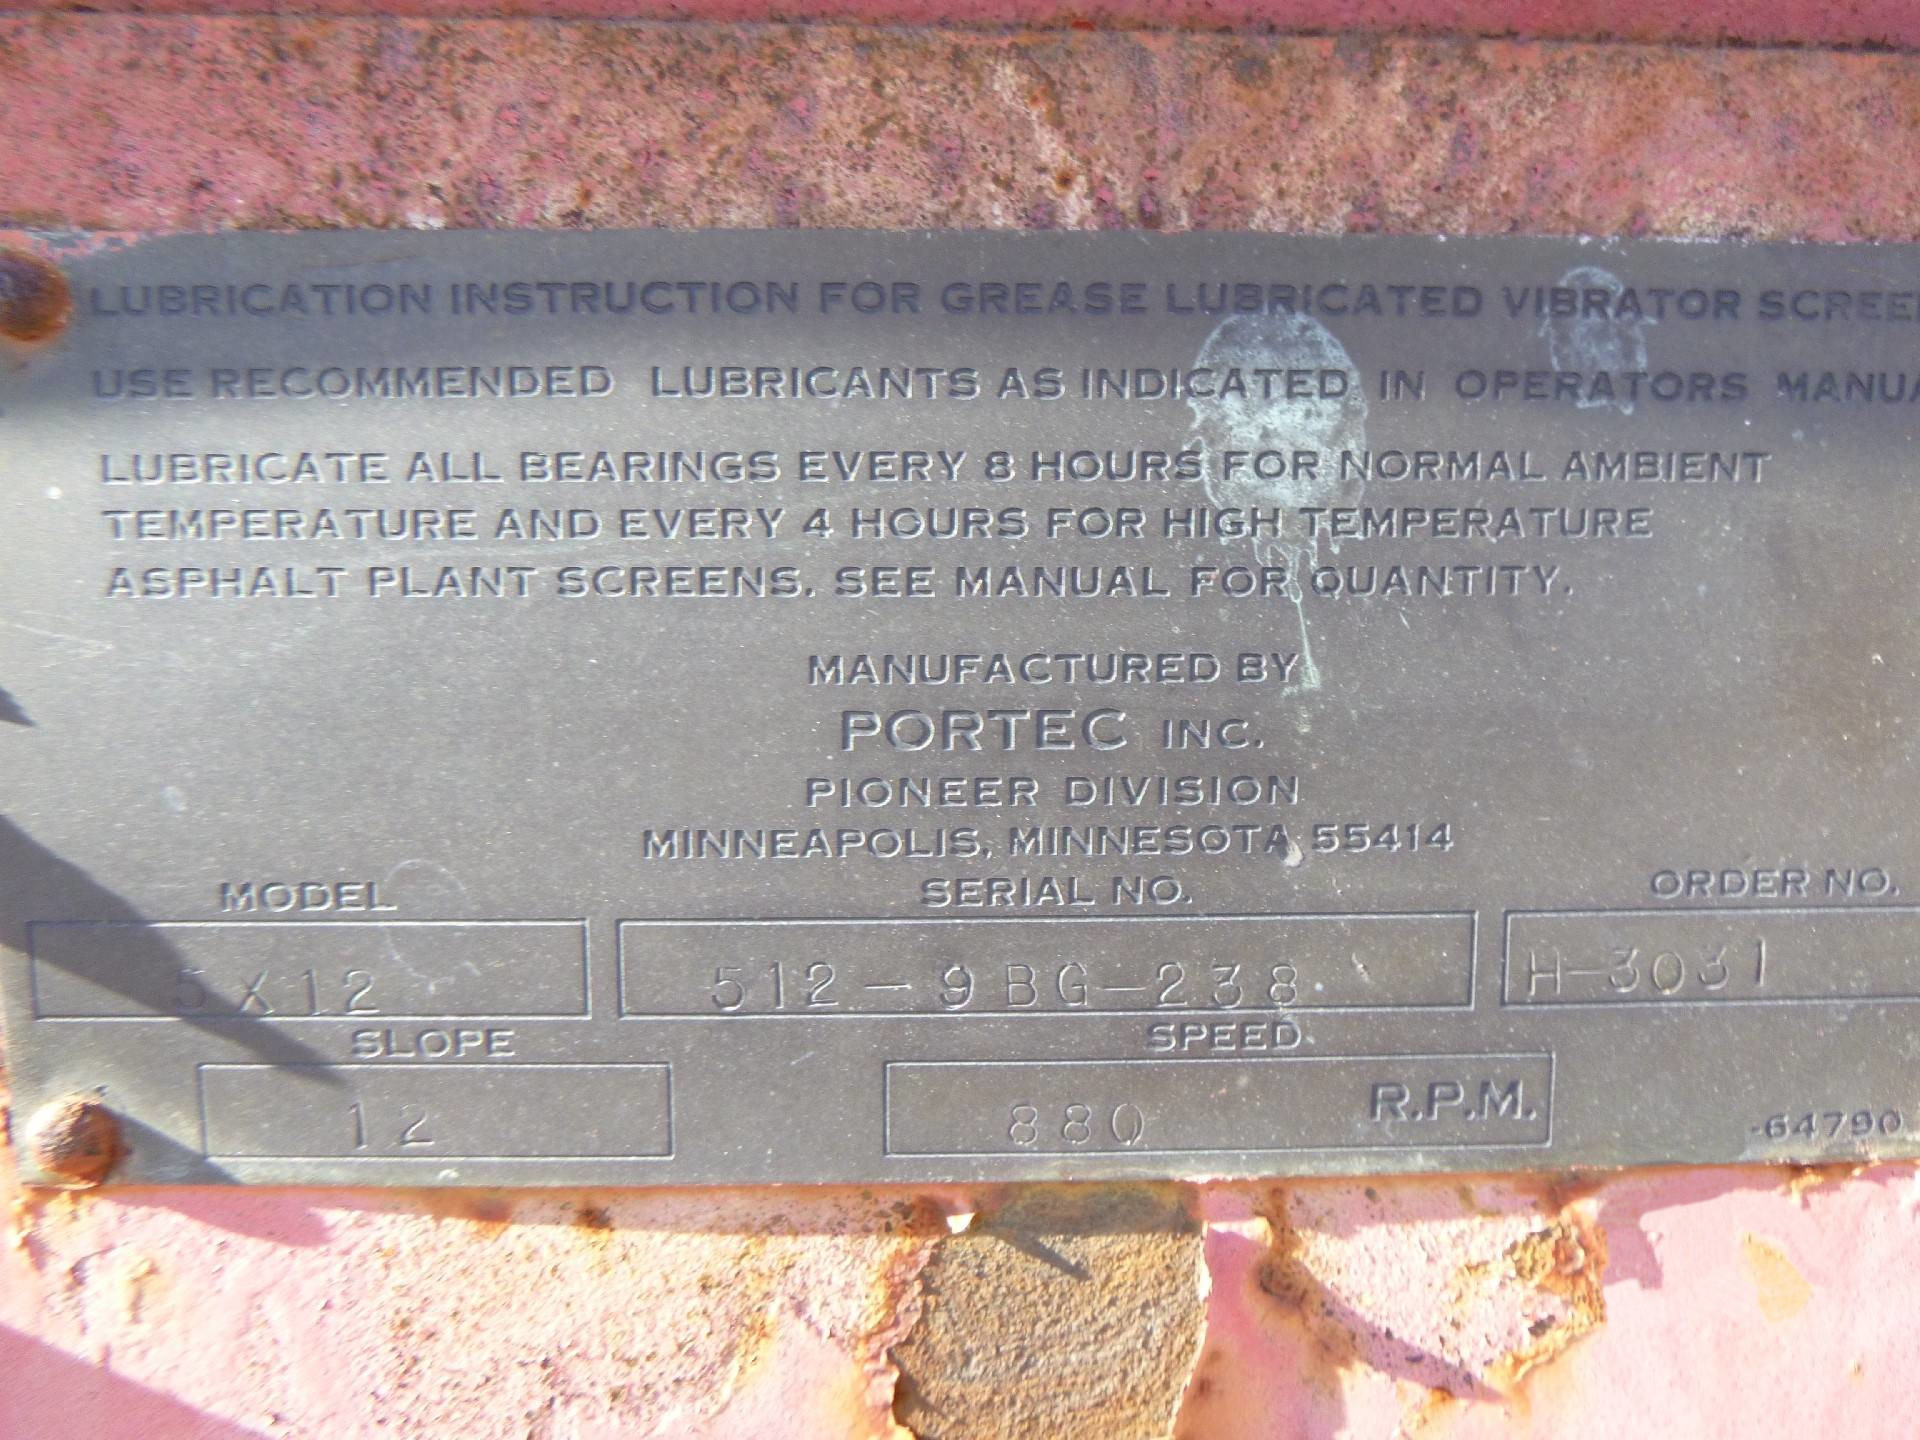 LUBRICATION INSTRUCTION FOR GREASE LUBRICATED VIBRATOR SCREE
USE RECOMMENDED LUBRICANTS AS INDICATED IN OPERATORS MANUA
LUBRICATE ALL BEARINGS EVERY 8 HOURS FOR NORMAL AMBIENT
TEMPERATURE AND EVERY 4 HOURS FOR HIGH TEMPERATURE
ASPHALT PLANT SCREENS. SEE MANUAL FOR QUANTITY.
MANUFACTURED BY
PORTEC INC.
PIONEER DIVISION
MINNEAPOLIS, MINNESOTA 55414
MODEL SERIAL NO. ORDER NO.
5X12 512-9BG-238 H-3031
SLOPE SPEED
12 880 R.P.M.
-64790